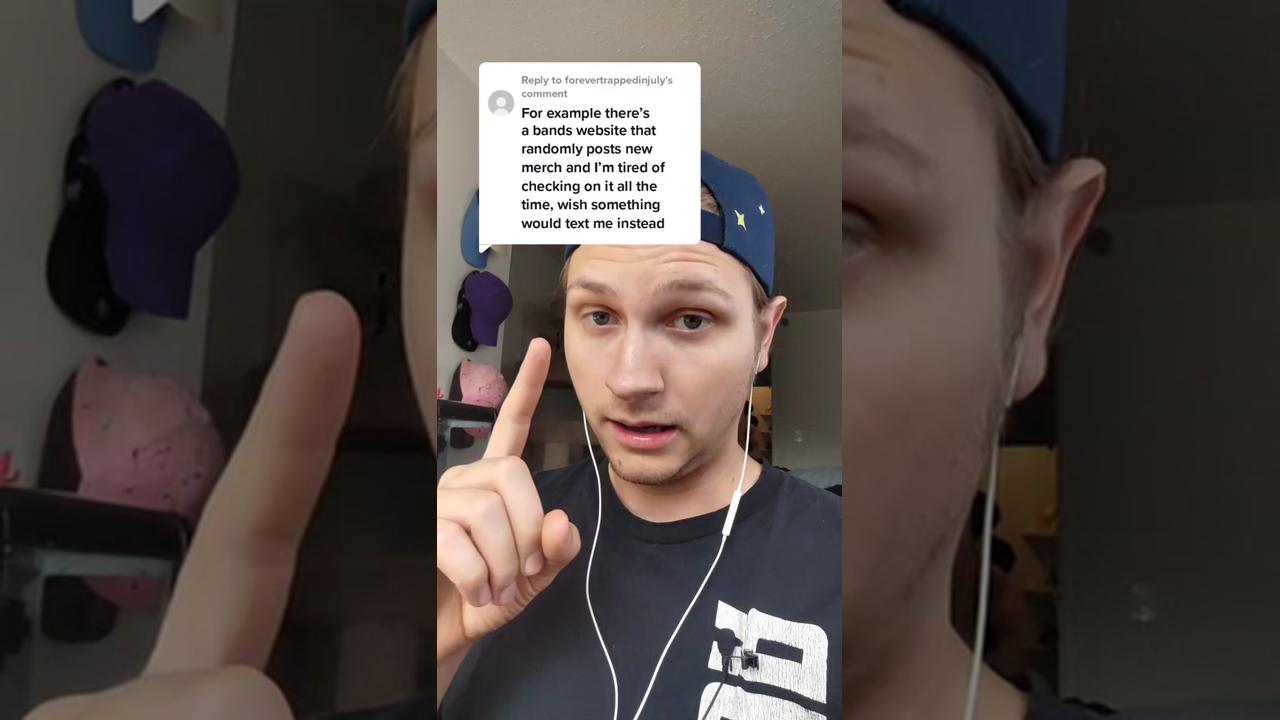 Reply to forevertrappedinjuly's
comment
For example there's
a bands website that
randomly posts new
merch and I'm tired of
checking on it all the
time, wish something
would text me instead